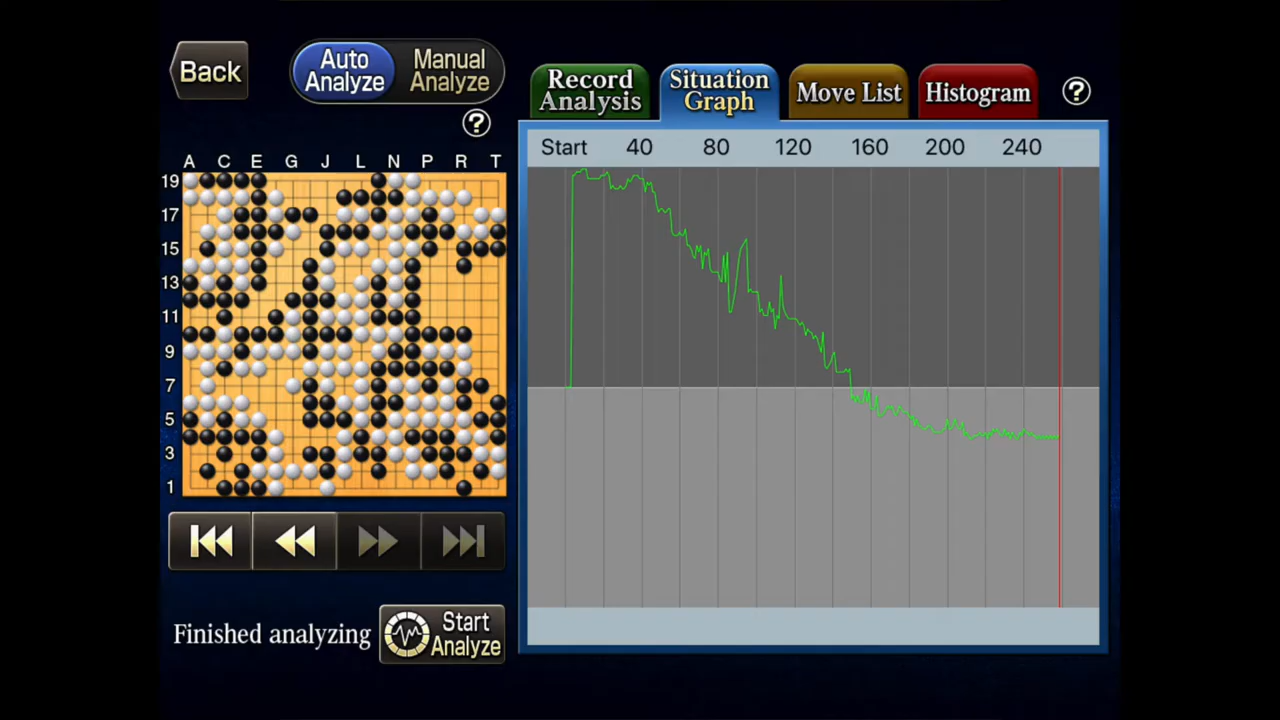 Back
Auto
Analyze
Manual
Analyze
?
Record
Analysis
Situation
Graph
Move List
Histogram
?
Start 40 80 120 160 200 240
A C E G J L N P R T
19
17
15
13
11
9
7
5
3
1
Finished analyzing
Start
Analyze